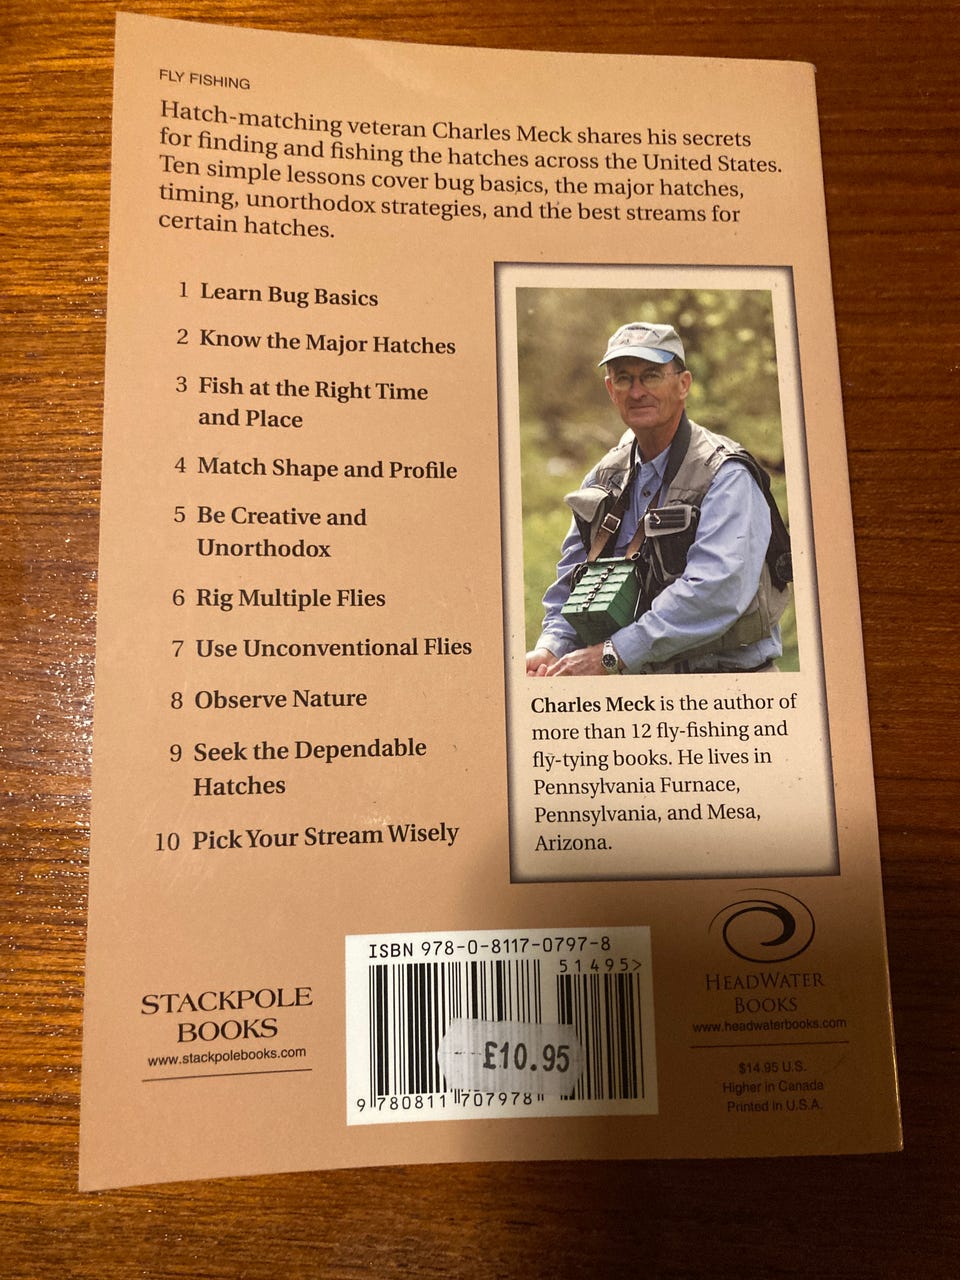 FLY FISHING
Hatch-matching veteran Charles Meck shares his secrets
for finding and fishing the hatches across the United States.
Ten simple lessons cover bug basics, the major hatches,
timing, unorthodox strategies, and the best streams for
certain hatches.
1 Learn Bug Basics
2 Know the Major Hatches
3 Fish at the Right Time
and Place
4 Match Shape and Profile
5 Be Creative and
Unorthodox
6 Rig Multiple Flies
7 Use Unconventional Flies
8 Observe Nature
9 Seek the Dependable
Hatches
10 Pick Your Stream Wisely
Charles Meck is the author of
more than 12 fly-fishing and
fly-tying books. He lives in
Pennsylvania Furnace,
Pennsylvania, and Mesa,
Arizona.
STACKPOLE
BOOKS
www.stackpolebooks.com
ISBN 978-0-8117-0797-8
51495>
£10.95
9 780811 707978
HEADWATER
BOOKS
www.headwaterbooks.com
$14.95 U.S.
Higher in Canada
Printed in U.S.A.